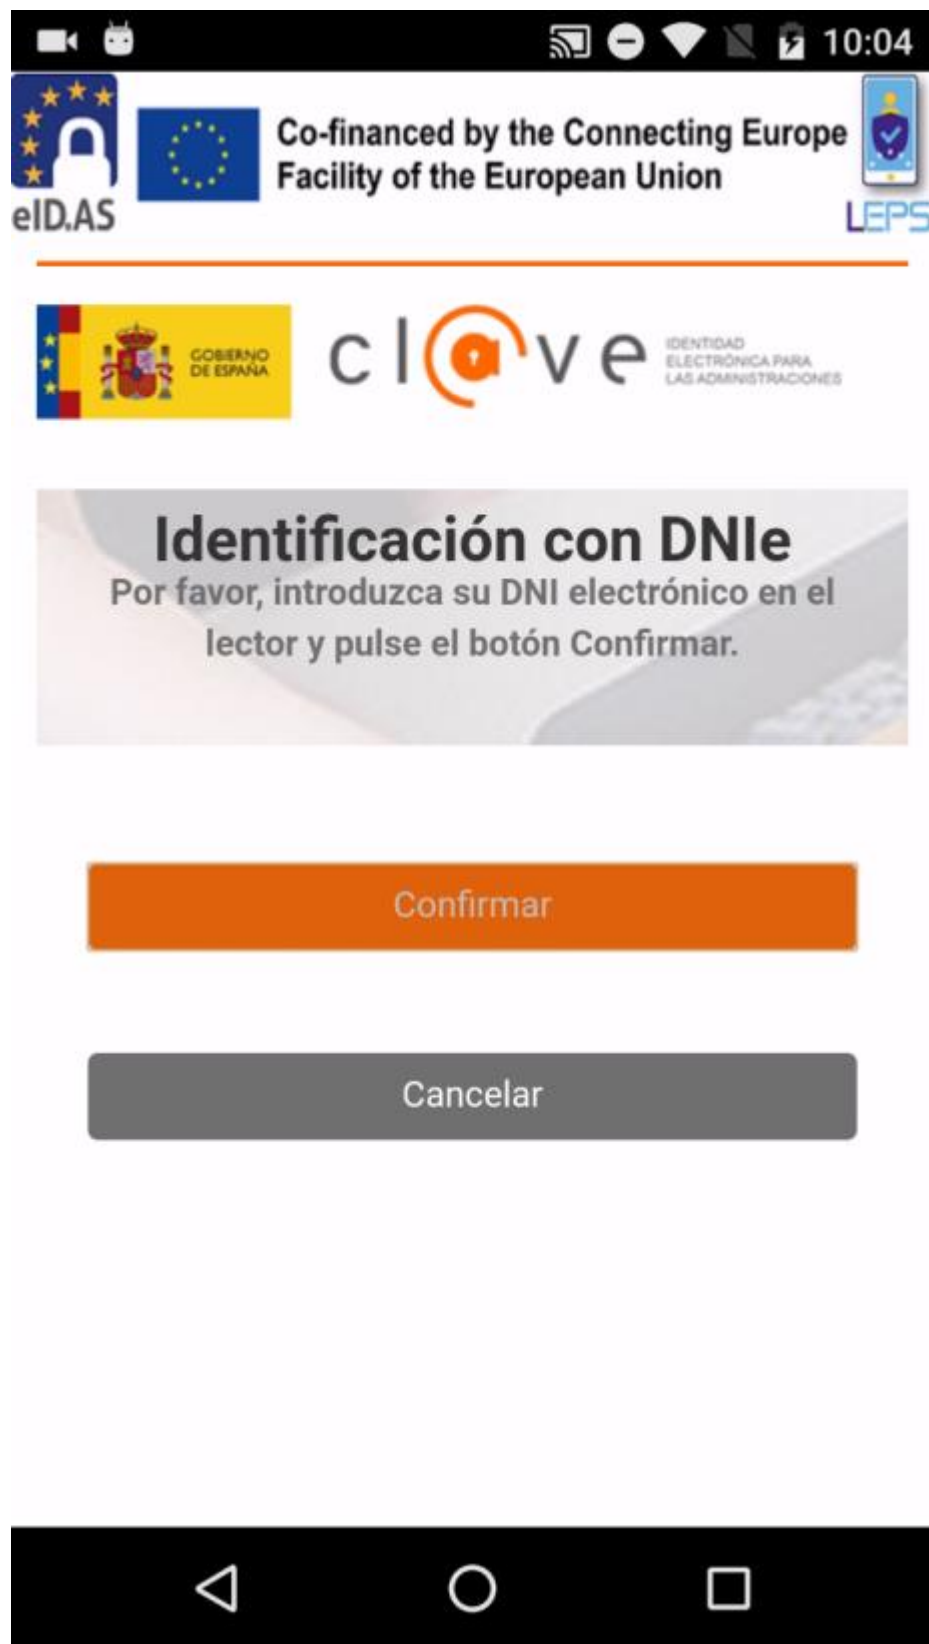 10:04
Co-financed by the Connecting Europe
Facility of the European Union
eID.AS
LEPS
GOBIERNO
DE ESPAÑA
cl@ve
IDENTIDAD
ELECTRÓNICA PARA
LAS ADMINISTRACIONES
Identificación con DNIe
Por favor, introduzca su DNI electrónico en el
lector y pulse el botón Confirmar.
Confirmar
Cancelar